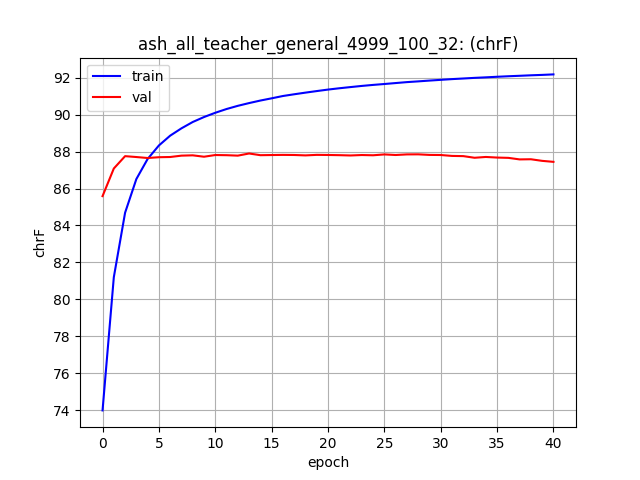 ash_all_teacher_general_4999_100_32: (chrF)
train
val
chrF
92
90
88
86
84
82
80
78
76
74
0 5 10 15 20 25 30 35 40
epoch